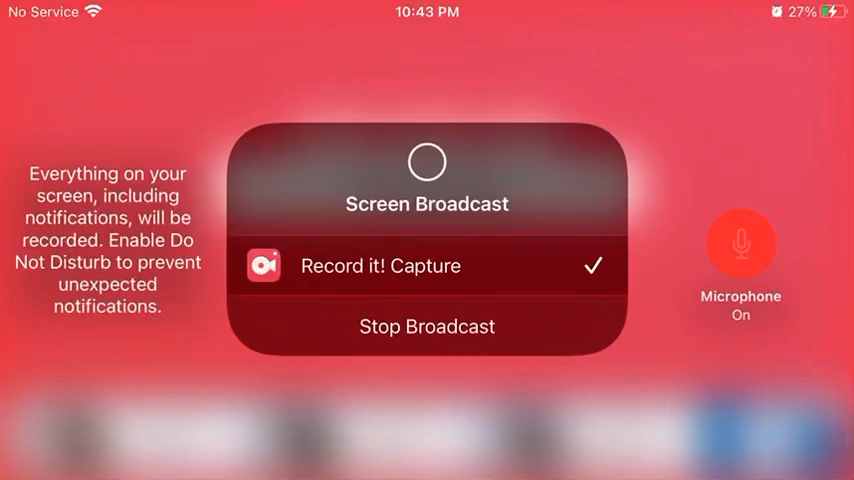 No Service
10:43 PM
27%
Everything on your
screen, including
notifications, will be
recorded. Enable Do
Not Disturb to prevent
unexpected
notifications.
Screen Broadcast
Record it! Capture
Stop Broadcast
Microphone
On